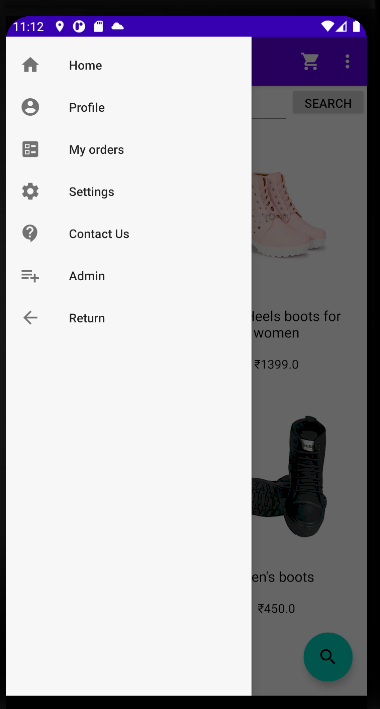 11:12
Home
Profile
My orders
Settings
Contact Us
Admin
Return
SEARCH
Heels boots for
women
₹1399.0
en's boots
₹450.0